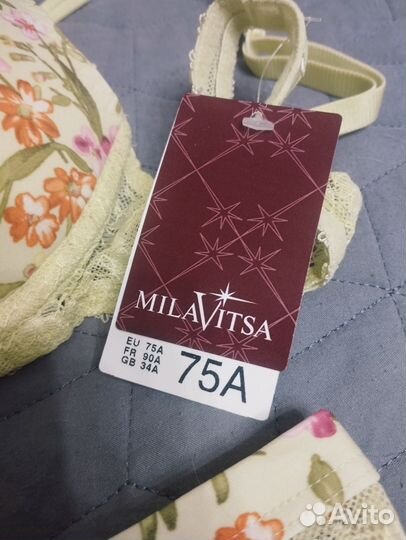 MILAVITSA
EU 75A
FR 90A
GB 34A
75A
Avito